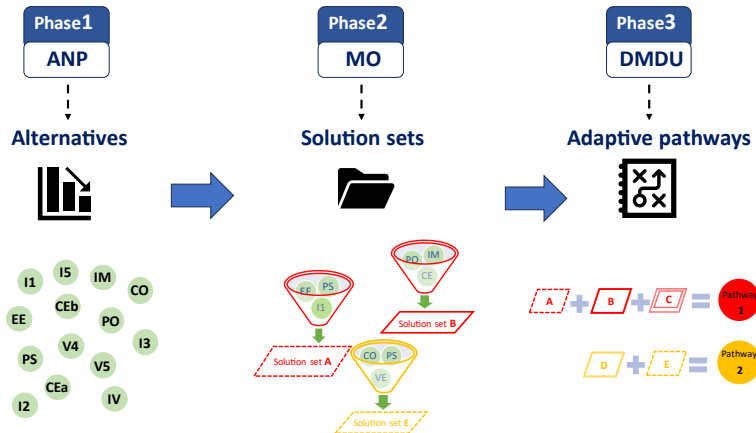 Phase1
ANP
Phase2
MO
Phase3
DMDU
Alternatives
Solution sets
Adaptive pathways
I1
I5
IM
CO
EE
CEb
PO
PS
V4
I3
V5
CEa
I2
IV
EE
PS
I1
PO
IM
CE
Solution set A
Solution set B
CO
PS
VE
Solution set E
A
B
C
Pathway
1
D
E
Pathway
2